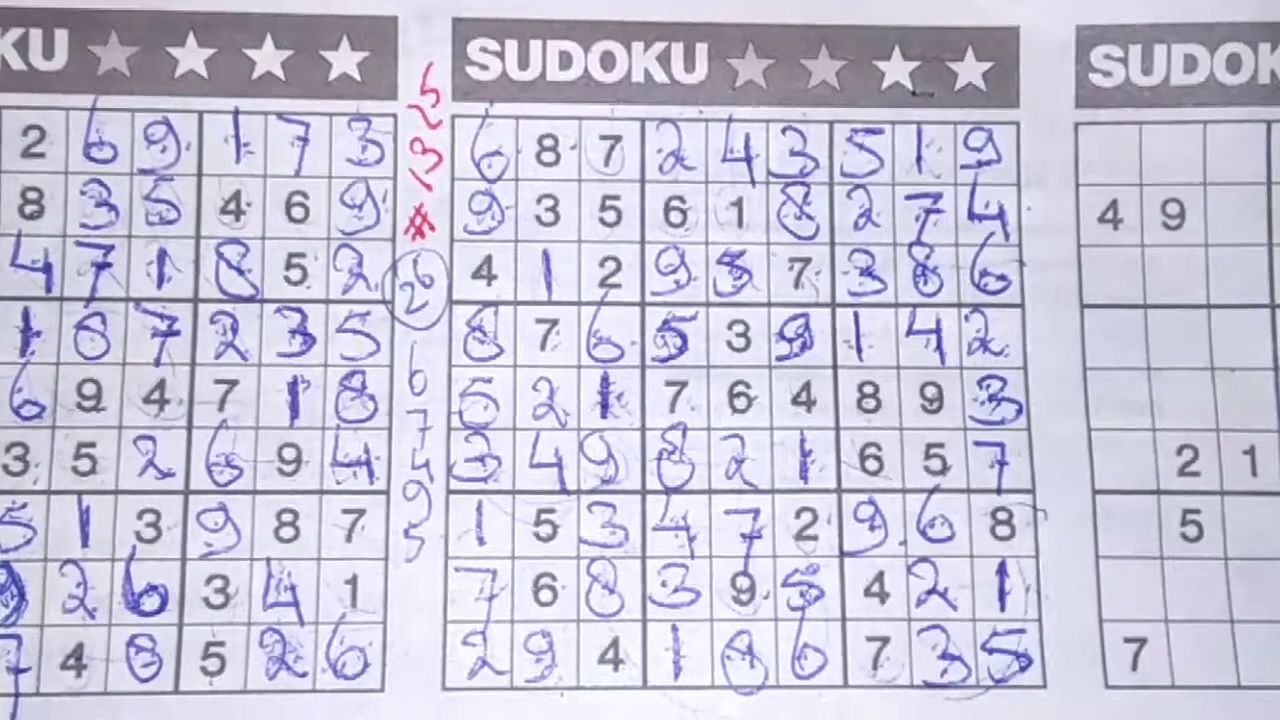 KU ★ ★ ★ ★
2 6 9 1 7 3
8 3 5 4 6 9
4 7 1 8 5 2
1 8 7 2 3 5
6 9 4 7 1 8
3 5 2 6 9 4
5 1 3 9 8 7
9 2 6 3 4 1
7 4 8 5 2 6
26
6
7
4
9
5
SUDOKU ★ ★ ★ ★
6 8 7 2 4 3 5 1 9
9 3 5 6 1 8 2 7 4
4 1 2 9 5 7 3 8 6
8 7 6 5 3 9 1 4 2
5 2 1 7 6 4 8 9 3
3 4 9 8 2 1 6 5 7
1 5 3 4 7 2 9 6 8
7 6 8 3 9 5 4 2 1
2 9 4 1 8 6 7 3 5
SUDOK
4 9
2 1
5
7